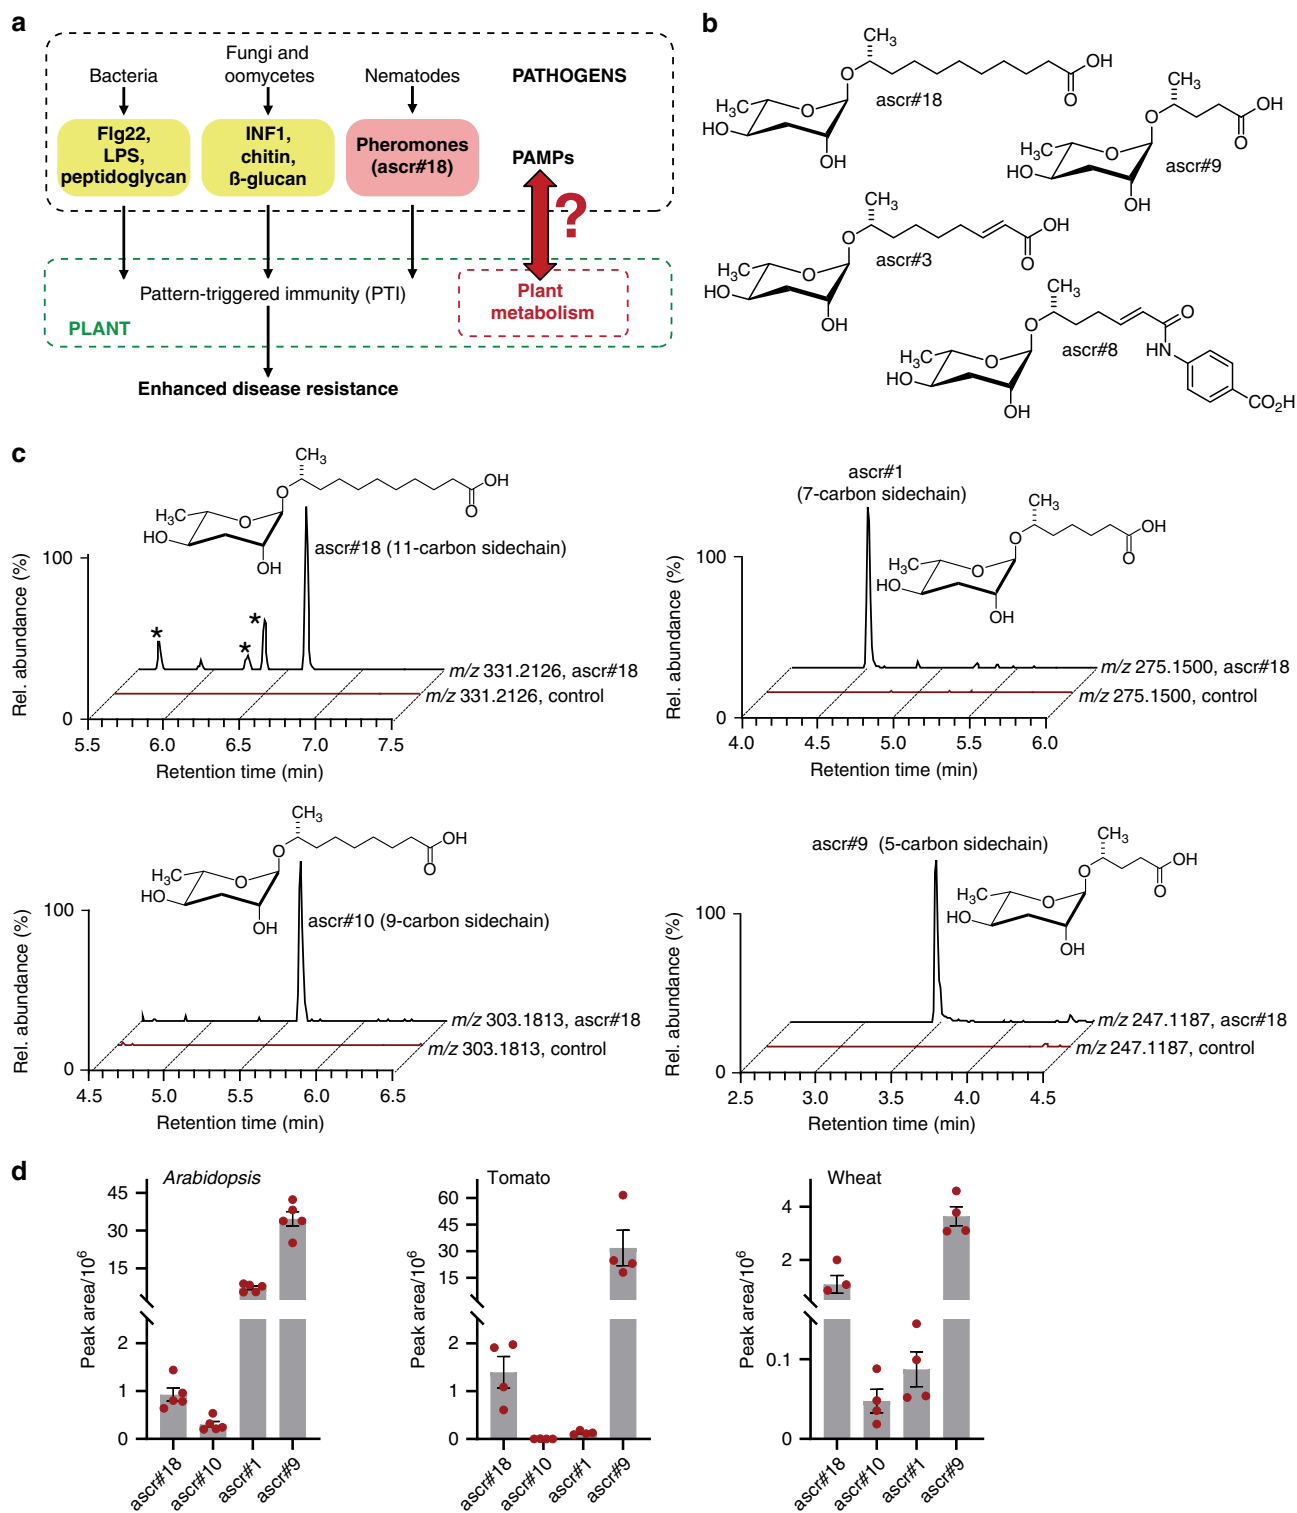 a
Bacteria
Fungi and
oomycetes
Nematodes
PATHOGENS
Flg22,
LPS,
peptidoglycan
INF1,
chitin,
ß-glucan
Pheromones
(ascr#18)
PAMPs
?
Pattern-triggered immunity (PTI)
Plant
metabolism
PLANT
Enhanced disease resistance
b
CH3
O
OH
O
H3C
O
HO
OH
ascr#18
CH3
O
OH
O
H3C
O
HO
OH
ascr#9
CH3
O
OH
O
H3C
O
HO
OH
ascr#3
CH3
O
O
HN
H3C
O
HO
OH
CO2H
ascr#8
c
CH3
O
OH
O
H3C
O
HO
OH
ascr#18 (11-carbon sidechain)
Rel. abundance (%)
100
0
* * *
m/z 331.2126, ascr#18
m/z 331.2126, control
5.5 6.0 6.5 7.0 7.5
Retention time (min)
ascr#1
(7-carbon sidechain)
CH3
O
OH
O
H3C
O
HO
OH
Rel. abundance (%)
100
0
m/z 275.1500, ascr#18
m/z 275.1500, control
4.0 4.5 5.0 5.5 6.0
Retention time (min)
CH3
O
OH
O
H3C
O
HO
OH
ascr#10 (9-carbon sidechain)
Rel. abundance (%)
100
0
m/z 303.1813, ascr#18
m/z 303.1813, control
4.5 5.0 5.5 6.0 6.5
Retention time (min)
ascr#9 (5-carbon sidechain)
CH3
O
OH
O
H3C
O
HO
OH
Rel. abundance (%)
100
0
m/z 247.1187, ascr#18
m/z 247.1187, control
2.5 3.0 3.5 4.0 4.5
Retention time (min)
d
Arabidopsis
Peak area/10^6
45
30
15
2
1
0
ascr#18 ascr#10 ascr#1 ascr#9
Tomato
Peak area/10^6
60
45
30
15
2
1
0
ascr#18 ascr#10 ascr#1 ascr#9
Wheat
Peak area/10^6
4
2
0.1
0
ascr#18 ascr#10 ascr#1 ascr#9